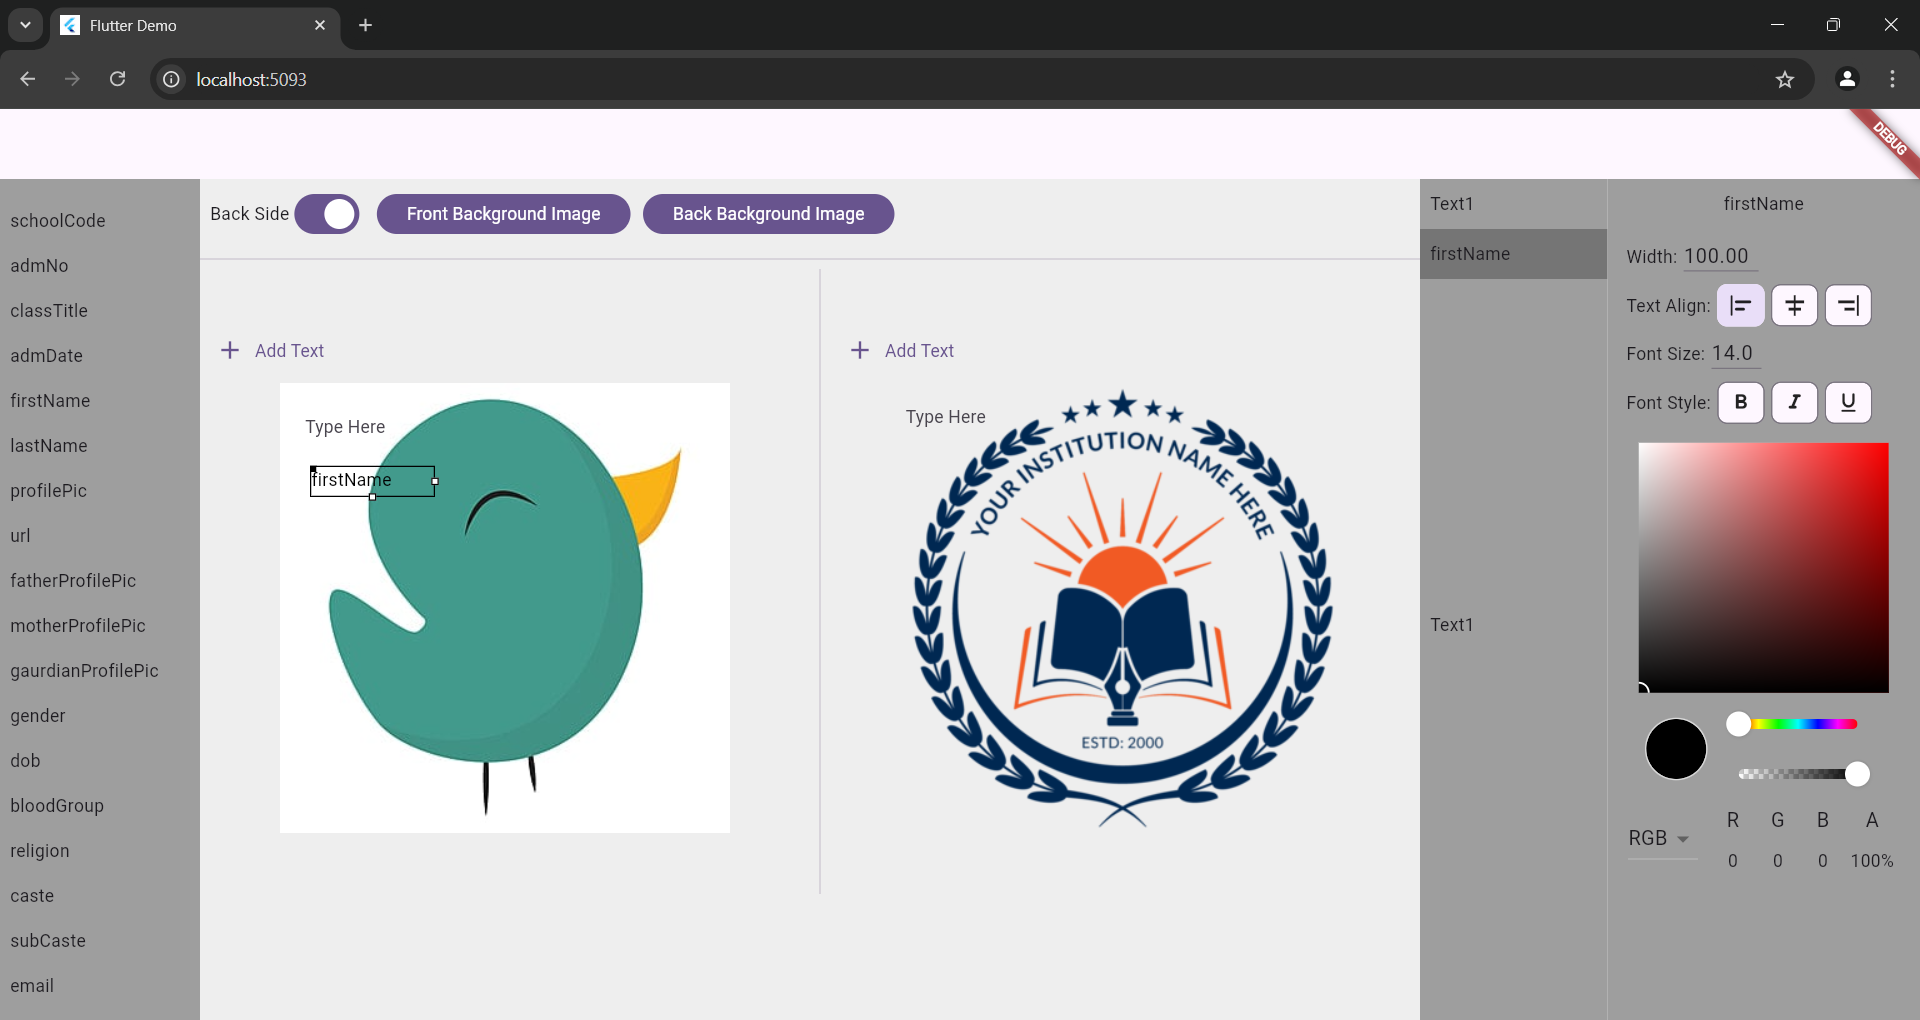 Flutter Demo
localhost:5093
DEBUG
schoolCode
admNo
classTitle
admDate
firstName
lastName
profilePic
url
fatherProfilePic
motherProfilePic
gaurdianProfilePic
gender
dob
bloodGroup
religion
caste
subCaste
email
Back Side
Front Background Image
Back Background Image
Add Text
Type Here
firstName
Add Text
Type Here
YOUR INSTITUTION NAME HERE
ESTD: 2000
Text1
firstName
Text1
firstName
Width: 100.00
Text Align:
Font Size: 14.0
Font Style: B I U
RGB
R G B A
0 0 0 100%